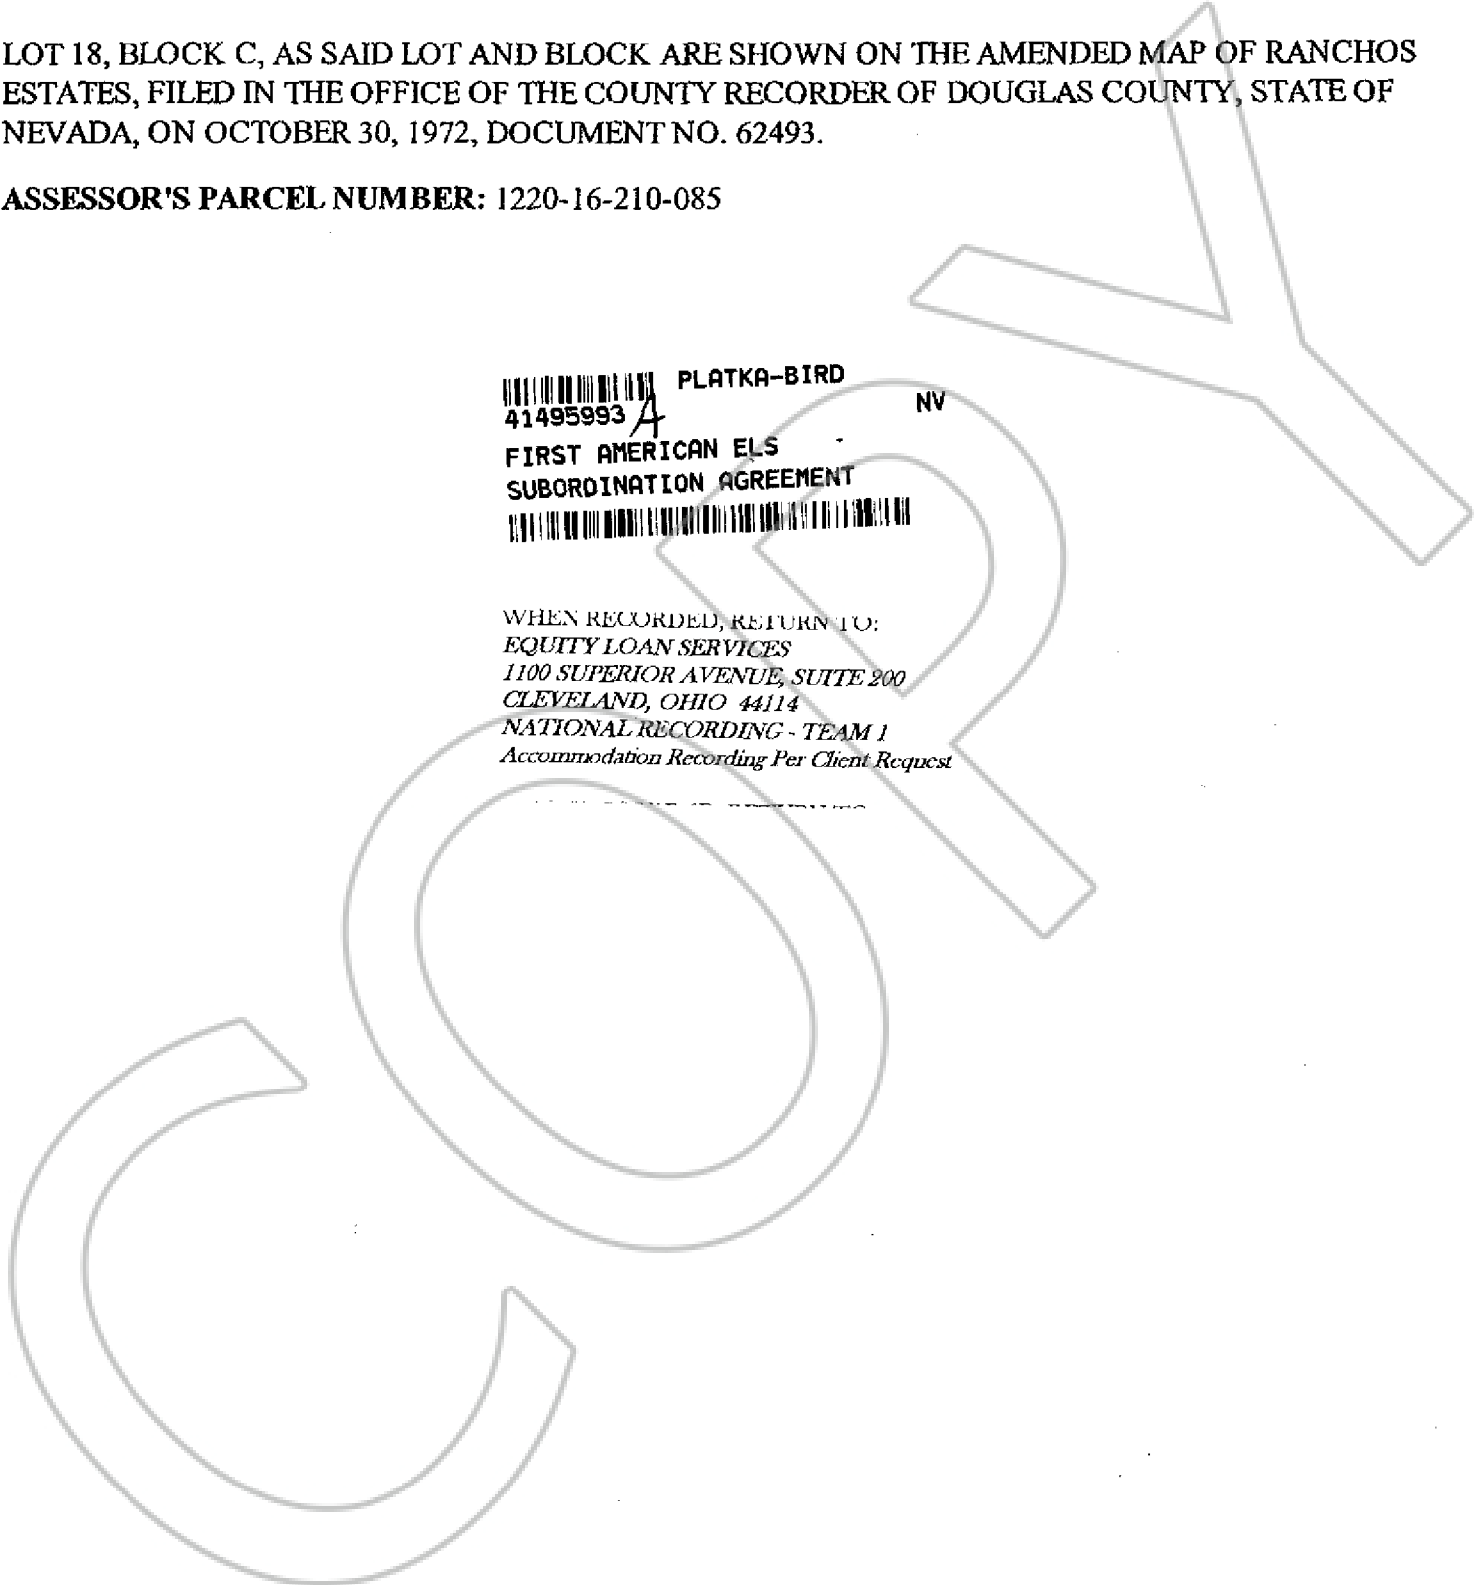 LOT 18, BLOCK C, AS SAID LOT AND BLOCK ARE SHOWN ON THE AMENDED MAP OF RANCHOS
ESTATES, FILED IN THE OFFICE OF THE COUNTY RECORDER OF DOUGLAS COUNTY, STATE OF
NEVADA, ON OCTOBER 30, 1972, DOCUMENT NO. 62493.
ASSESSOR'S PARCEL NUMBER: 1220-16-210-085
PLATKA-BIRD
41495993 A NV
FIRST AMERICAN ELS
SUBORDINATION AGREEMENT
WHEN RECORDED, RETURN TO:
EQUITY LOAN SERVICES
1100 SUPERIOR AVENUE, SUITE 200
CLEVELAND, OHIO 44114
NATIONAL RECORDING - TEAM 1
Accommodation Recording Per Client Request
COPY